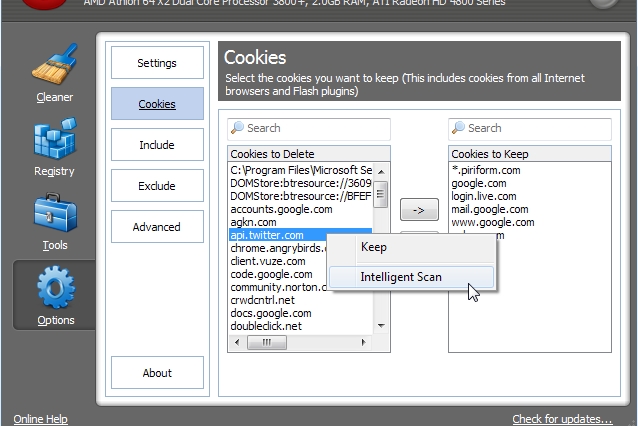 AMD Athlon 64 X2 Dual Core Processor 3800+, 2.0GB RAM, ATI Radeon HD 4800 Series
Cleaner
Registry
Tools
Options
Settings
Cookies
Include
Exclude
Advanced
About
Cookies
Select the cookies you want to keep (This includes cookies from all Internet
browsers and Flash plugins)
Search
Cookies to Delete
C:\Program Files\Microsoft Se
DOMStore:btresource://3609
DOMStore:btresource://BFEF
accounts.google.com
agkn.com
api.twitter.com
chrome.angrybirds.
client.vuze.com
code.google.com
community.norton.
crwdcntrl.net
docs.google.com
doubleclick.net
->
Search
Cookies to Keep
*.piriform.com
google.com
login.live.com
mail.google.com
www.google.com
Keep
Intelligent Scan
Online Help
Check for updates...